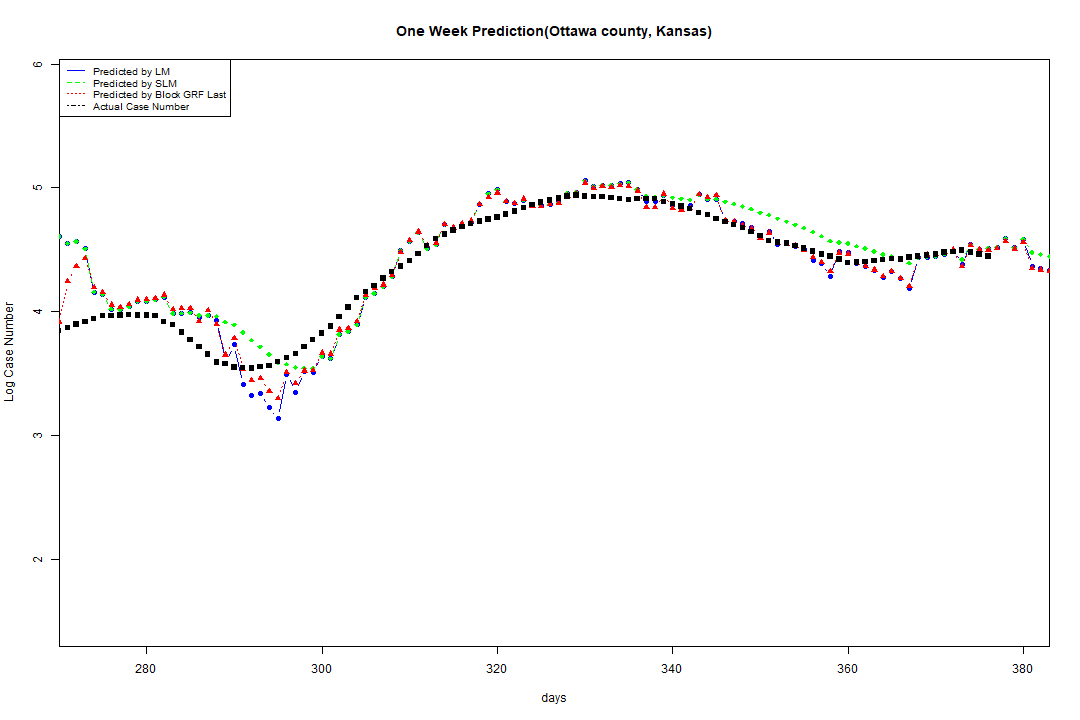 One Week Prediction(Ottawa county, Kansas)
Predicted by LM
Predicted by SLM
Predicted by Block GRF Last
Actual Case Number
Log Case Number
6
5
4
3
2
280 300 320 340 360 380
days